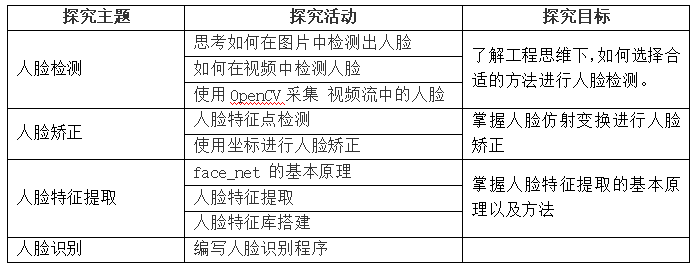 探究主题 探究活动 探究目标
人脸检测
思考如何在图片中检测出人脸
如何在视频中检测人脸
使用 OpenCV 采集 视频流中的人脸
了解工程思维下，如何选择合
适的方法进行人脸检测。
人脸矫正
人脸特征点检测
使用坐标进行人脸矫正
掌握人脸仿射变换进行人脸
矫正
人脸特征提取
face_net 的基本原理
人脸特征提取
人脸特征库搭建
掌握人脸特征提取的基本原
理以及方法
人脸识别
编写人脸识别程序